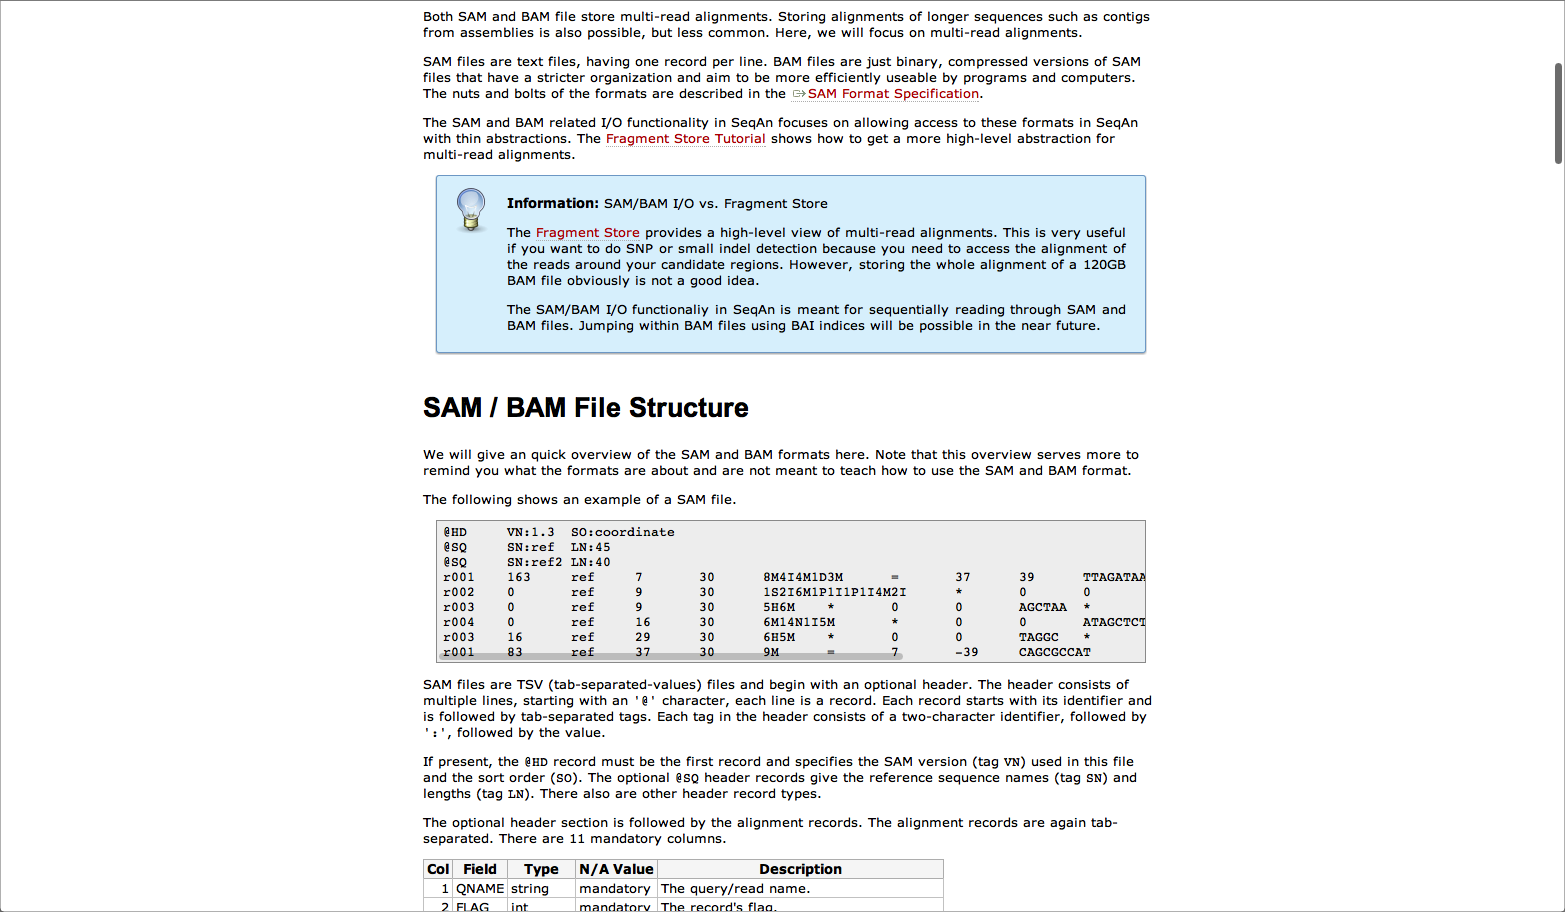 Both SAM and BAM file store multi-read alignments. Storing alignments of longer sequences such as contigs
from assemblies is also possible, but less common. Here, we will focus on multi-read alignments.
SAM files are text files, having one record per line. BAM files are just binary, compressed versions of SAM
files that have a stricter organization and aim to be more efficiently useable by programs and computers.
The nuts and bolts of the formats are described in the SAM Format Specification.
The SAM and BAM related I/O functionality in SeqAn focuses on allowing access to these formats in SeqAn
with thin abstractions. The Fragment Store Tutorial shows how to get a more high-level abstraction for
multi-read alignments.
Information: SAM/BAM I/O vs. Fragment Store
The Fragment Store provides a high-level view of multi-read alignments. This is very useful
if you want to do SNP or small indel detection because you need to access the alignment of
the reads around your candidate regions. However, storing the whole alignment of a 120GB
BAM file obviously is not a good idea.
The SAM/BAM I/O functionaliy in SeqAn is meant for sequentially reading through SAM and
BAM files. Jumping within BAM files using BAI indices will be possible in the near future.
SAM / BAM File Structure
We will give an quick overview of the SAM and BAM formats here. Note that this overview serves more to
remind you what the formats are about and are not meant to teach how to use the SAM and BAM format.
The following shows an example of a SAM file.
@HD VN:1.3 SO:coordinate
@SQ SN:ref LN:45
@SQ SN:ref2 LN:40
r001 163 ref 7 30 8M4I4M1D3M = 37 39 TTAGATAA
r002 0 ref 9 30 1S2I6M1P1I1P1I4M2I * 0 0
r003 0 ref 9 30 5H6M * 0 0 AGCTAA *
r004 0 ref 16 30 6M14N1I5M * 0 0 ATAGCTCT
r003 16 ref 29 30 6H5M * 0 0 TAGGC *
r001 83 ref 37 30 9M = 7 -39 CAGCGCCAT
SAM files are TSV (tab-separated-values) files and begin with an optional header. The header consists of
multiple lines, starting with an '@' character, each line is a record. Each record starts with its identifier and
is followed by tab-separated tags. Each tag in the header consists of a two-character identifier, followed by
':', followed by the value.
If present, the @HD record must be the first record and specifies the SAM version (tag VN) used in this file
and the sort order (SO). The optional @SQ header records give the reference sequence names (tag SN) and
lengths (tag LN). There also are other header record types.
The optional header section is followed by the alignment records. The alignment records are again tab-
separated. There are 11 mandatory columns.
Col Field Type N/A Value Description
1 QNAME string mandatory The query/read name.
2 FLAG int mandatory The record's flag.